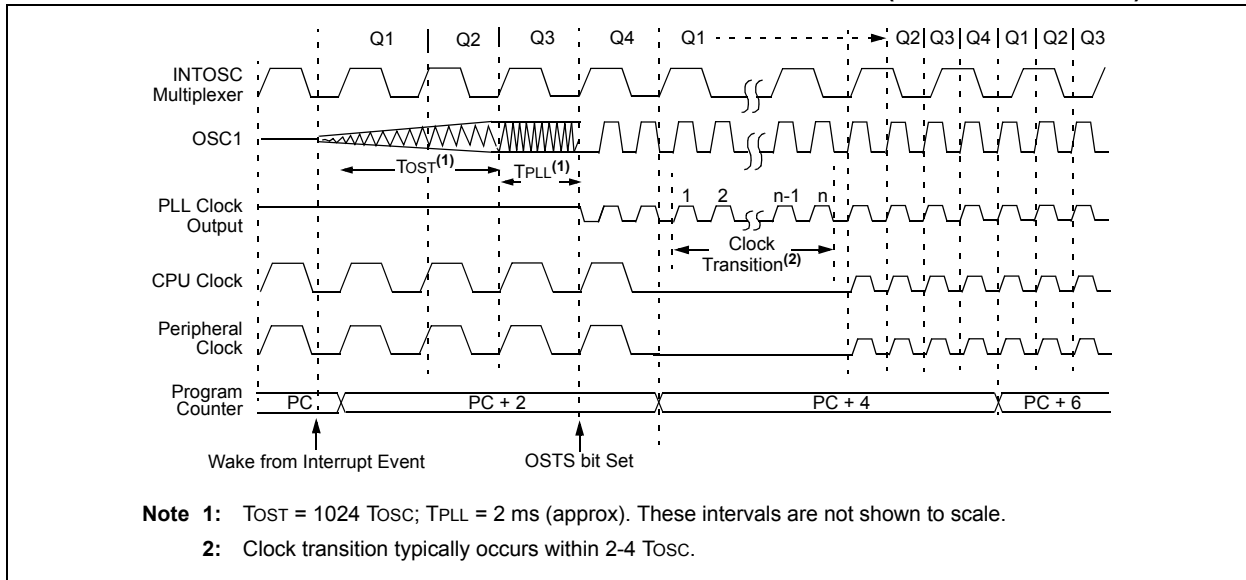 Q1 Q2 Q3 Q4 Q1 Q2 Q3 Q4 Q1 Q2 Q3
INTOSC
Multiplexer
OSC1
TOST(1)
TPLL(1)
1 2 n-1 n
PLL Clock
Output
Clock
Transition(2)
CPU Clock
Peripheral
Clock
Program
Counter
PC PC + 2 PC + 4 PC + 6
Wake from Interrupt Event OSTS bit Set
Note 1: TOST = 1024 TOSC; TPLL = 2 ms (approx). These intervals are not shown to scale.
2: Clock transition typically occurs within 2-4 TOSC.